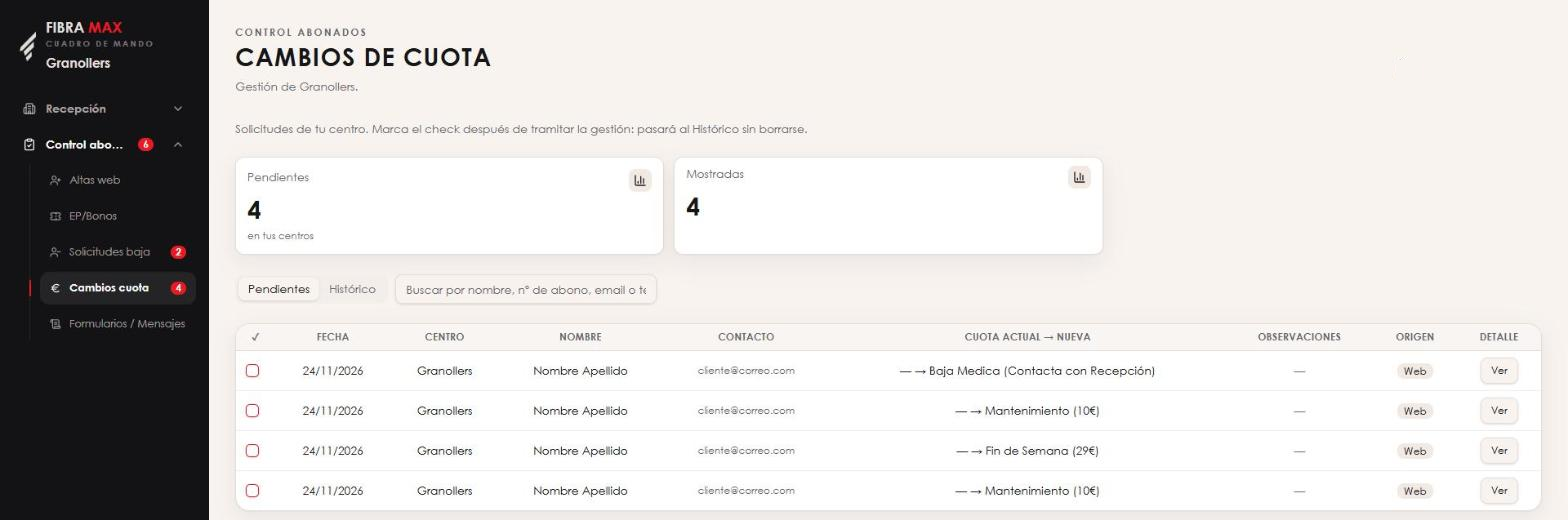 FIBRA MAX
CUADRO DE MANDO
Granollers
Recepción
Control abo... 6
Altas web
EP/Bonos
Solicitudes baja 2
Cambios cuota 4
Formularios / Mensajes
CONTROL ABONADOS
CAMBIOS DE CUOTA
Gestión de Granollers.
Solicitudes de tu centro. Marca el check después de tramitar la gestión: pasará al Histórico sin borrarse.
Pendientes
4
en tus centros
Mostradas
4
Pendientes Histórico Buscar por nombre, n° de abono, email o te
✓ FECHA CENTRO NOMBRE CONTACTO CUOTA ACTUAL → NUEVA OBSERVACIONES ORIGEN DETALLE
24/11/2026 Granollers Nombre Apellido cliente@correo.com — → Baja Medica (Contacta con Recepción) — Web Ver
24/11/2026 Granollers Nombre Apellido cliente@correo.com — → Mantenimiento (10€) — Web Ver
24/11/2026 Granollers Nombre Apellido cliente@correo.com — → Fin de Semana (29€) — Web Ver
24/11/2026 Granollers Nombre Apellido cliente@correo.com — → Mantenimiento (10€) — Web Ver